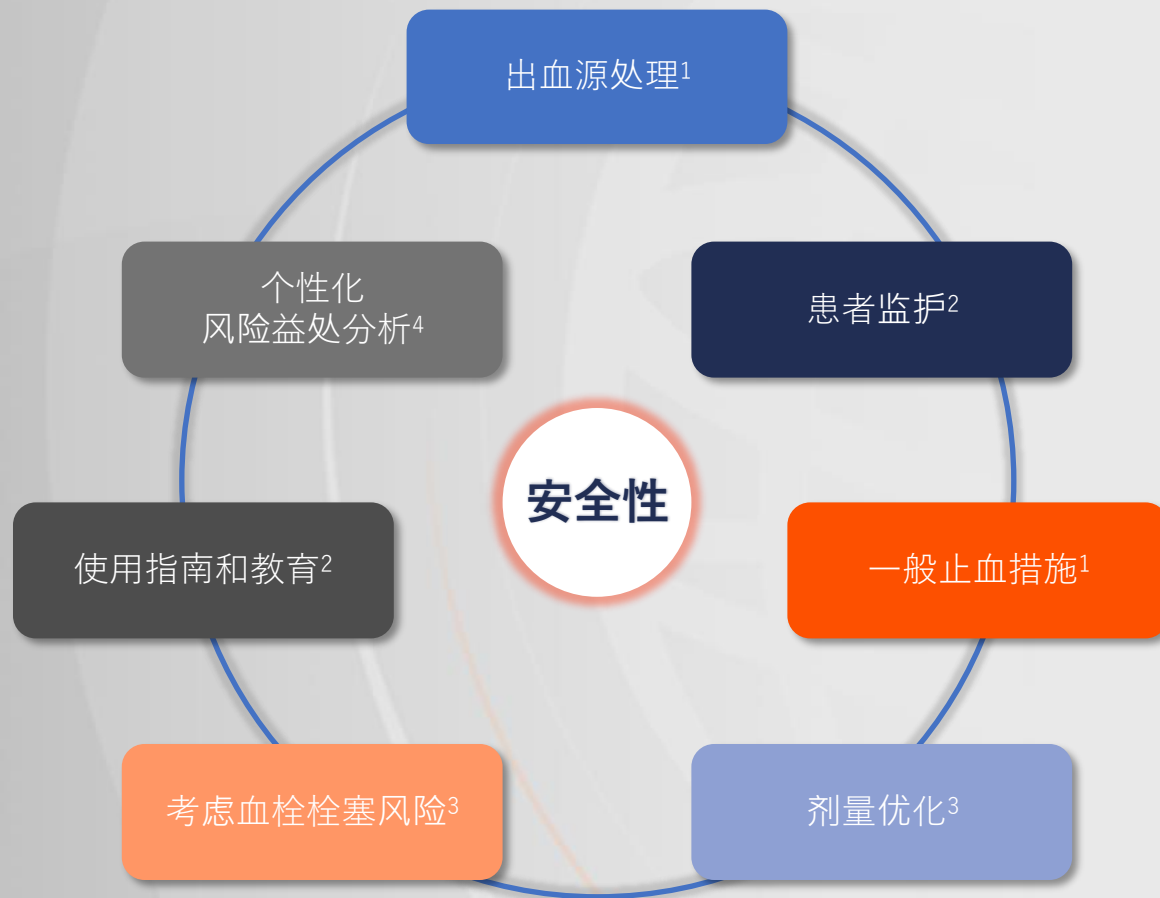 出血源处理¹
个性化
风险益处分析⁴
患者监护²
安全性
使用指南和教育²
一般止血措施¹
考虑血栓栓塞风险³
剂量优化³